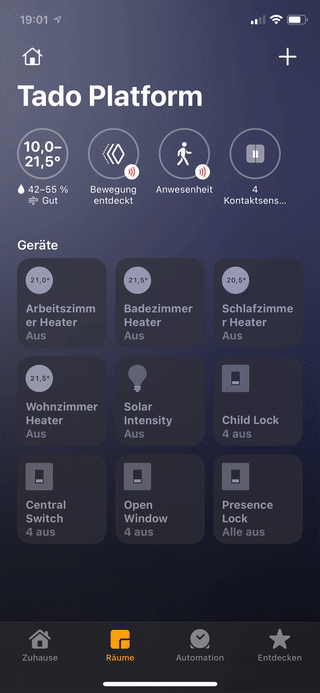 19:01
Tado Platform
10,0–
21,5°
42–55 %
Gut
Bewegung
entdeckt
Anwesenheit
4
Kontaktsens…
Geräte
21,0°
Arbeitszimm
er Heater
Aus
21,5°
Badezimmer
Heater
Aus
20,5°
Schlafzimme
r Heater
Aus
21,5°
Wohnzimmer
Heater
Aus
Solar
Intensity
Aus
Child Lock
4 aus
Central
Switch
4 aus
Open
Window
4 aus
Presence
Lock
Alle aus
Zuhause
Räume
Automation
Entdecken